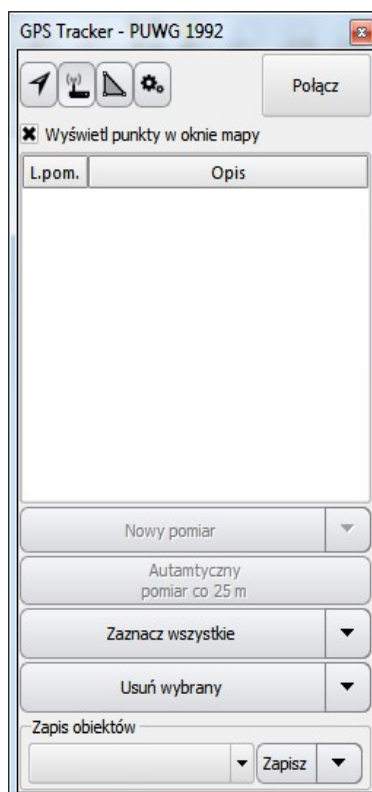 GPS Tracker - PUWG 1992
Połącz
Wyświetl punkty w oknie mapy
L.pom. Opis
Nowy pomiar
Autamtyczny
pomiar co 25 m
Zaznacz wszystkie
Usuń wybrany
Zapis obiektów
Zapisz